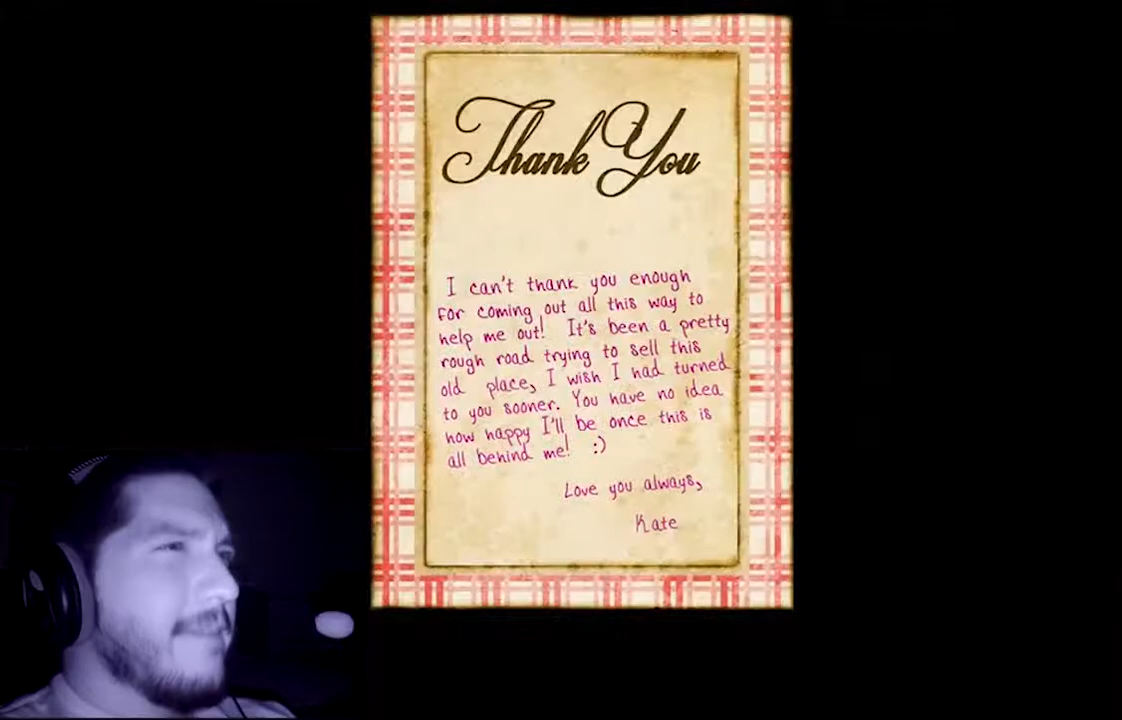 Thank You
I can't thank you enough
for coming out all this way to
help me out! It's been a pretty
rough road trying to sell this
old place, I wish I had turned
to you sooner. You have no idea
how happy I'll be once this is
all behind me! :)
Love you always,
Kate